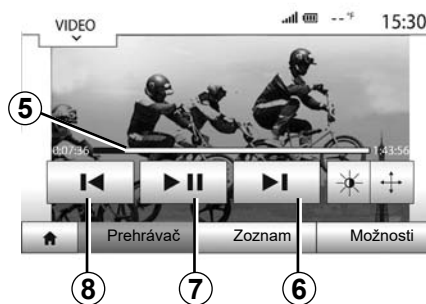 VIDEO
--°F
15:30
5
0:07:36
1:43:56
Prehrávač
Zoznam
Možnosti
8
7
6